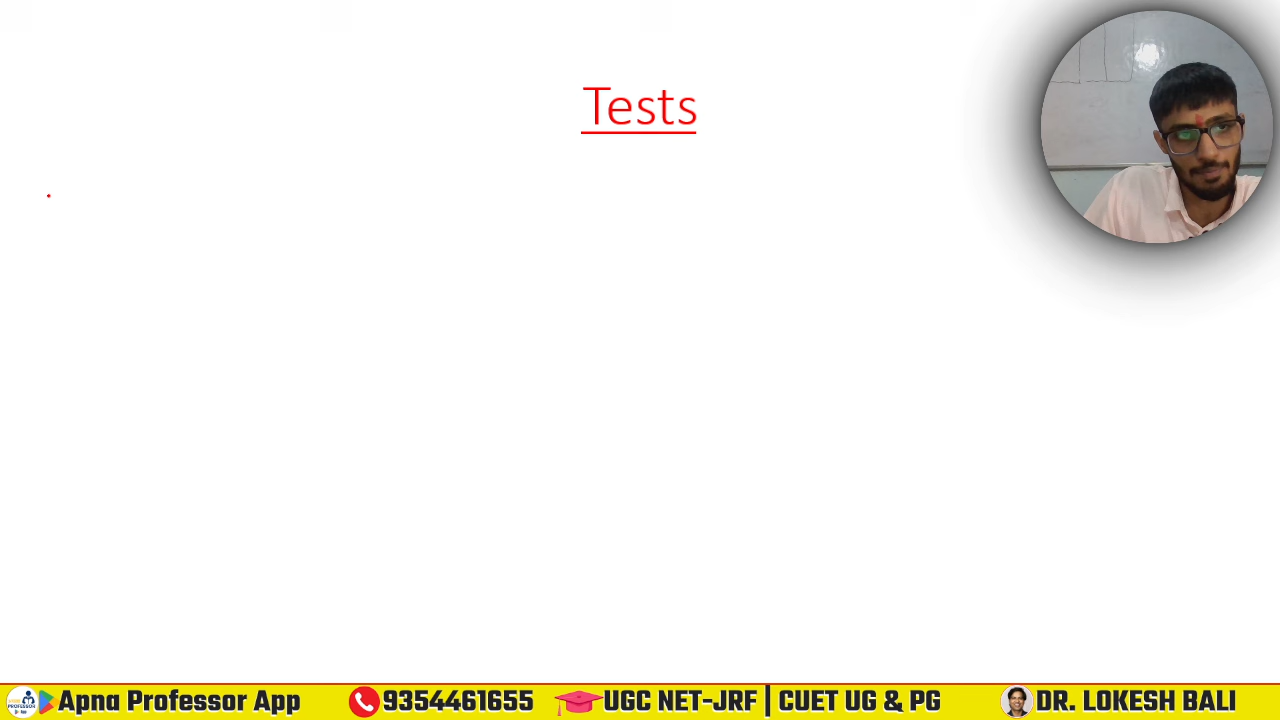 Tests
Apna Professor App 9354461655 UGC NET-JRF | CUET UG & PG DR. LOKESH BALI